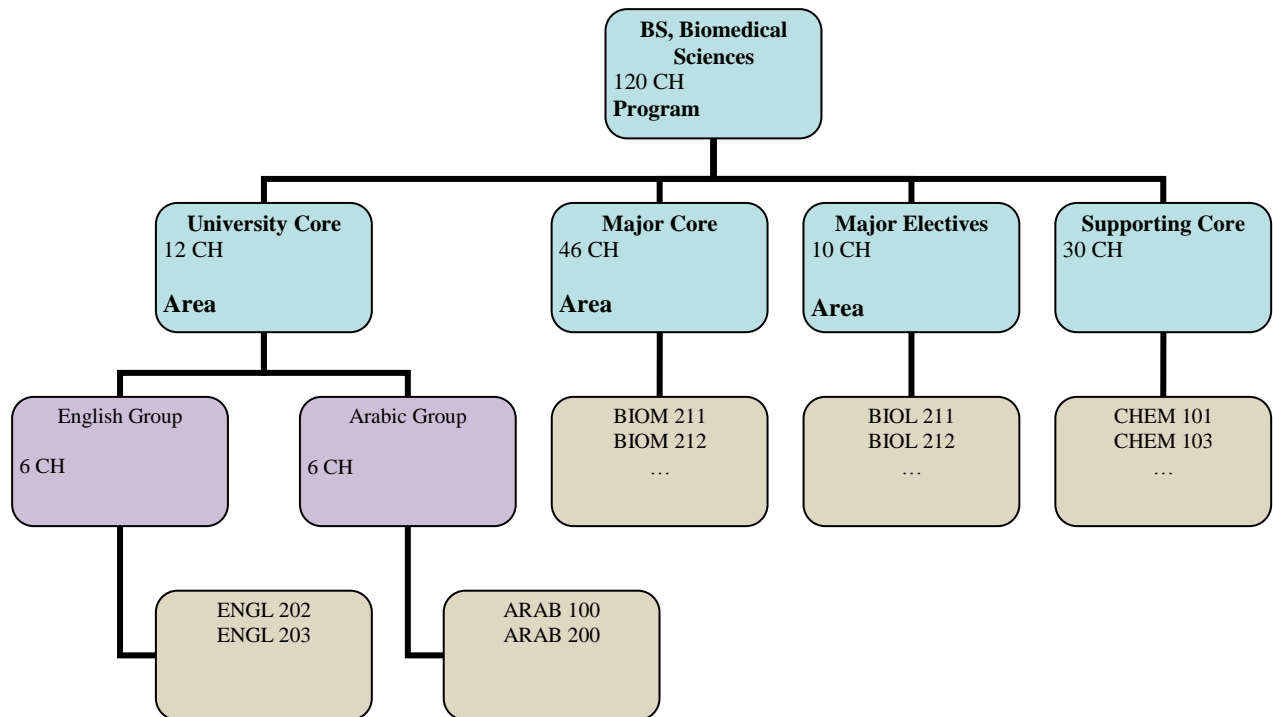 BS, Biomedical
Sciences
120 CH
Program
University Core
12 CH
Area
Major Core
46 CH
Area
Major Electives
10 CH
Area
Supporting Core
30 CH
English Group
6 CH
Arabic Group
6 CH
BIOM 211
BIOM 212
…
BIOL 211
BIOL 212
…
CHEM 101
CHEM 103
…
ENGL 202
ENGL 203
ARAB 100
ARAB 200